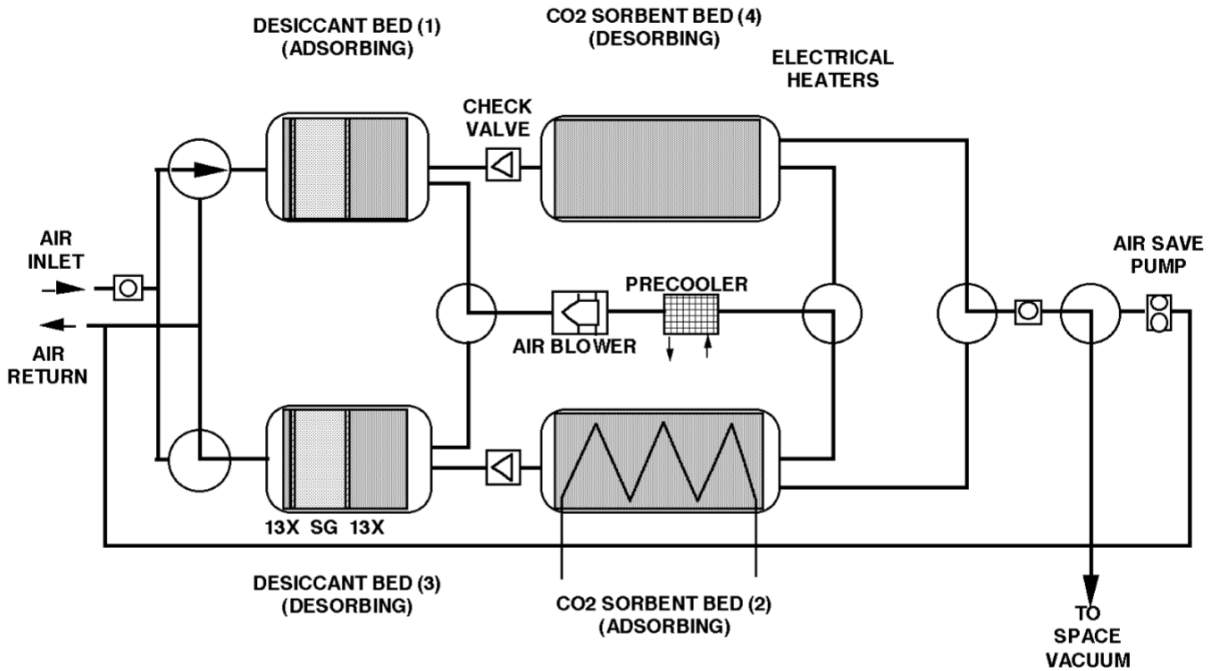 DESICCANT BED (1)
(ADSORBING)
CO2 SORBENT BED (4)
(DESORBING)
ELECTRICAL
HEATERS
CHECK
VALVE
AIR
INLET
AIR SAVE
PUMP
PRECOOLER
AIR BLOWER
AIR
RETURN
13X SG 13X
DESICCANT BED (3)
(DESORBING)
CO2 SORBENT BED (2)
(ADSORBING)
TO
SPACE
VACUUM